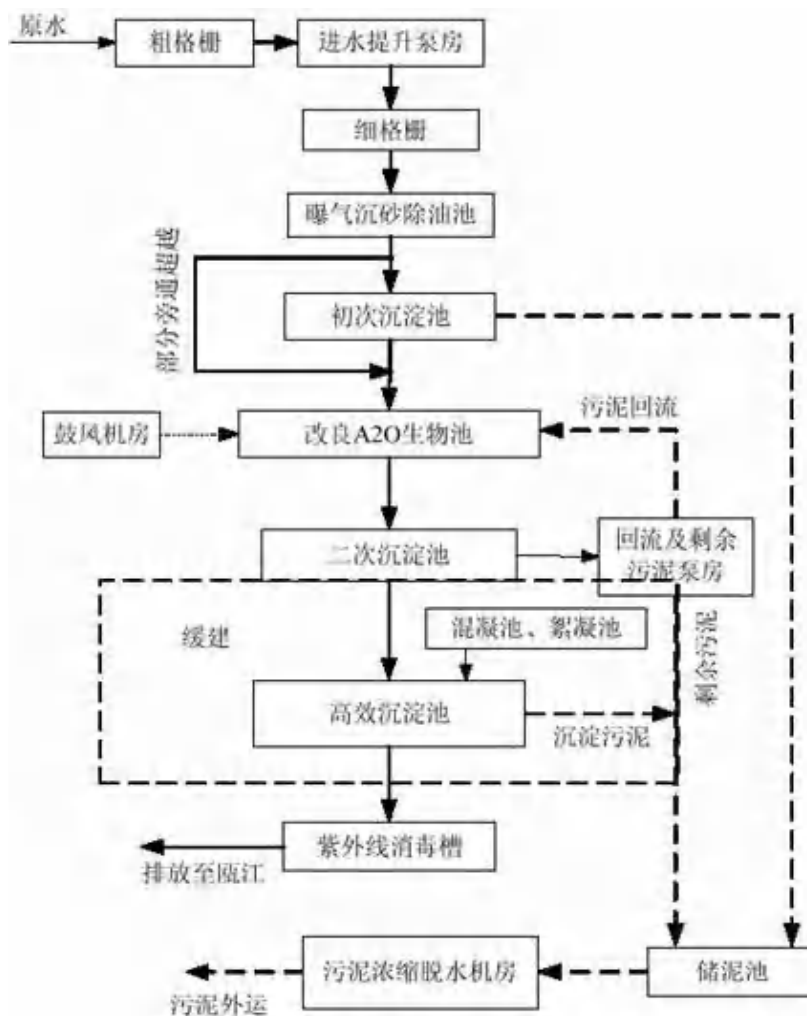 原水
粗格栅
进水提升泵房
细格栅
曝气沉砂除油池
部分旁通超越
初次沉淀池
污泥回流
鼓风机房
改良A2O生物池
二次沉淀池
回流及剩余
污泥泵房
缓建
混凝池、絮凝池
剩余污泥
高效沉淀池
沉淀污泥
紫外线消毒槽
排放至瓯江
污泥浓缩脱水机房
储泥池
污泥外运